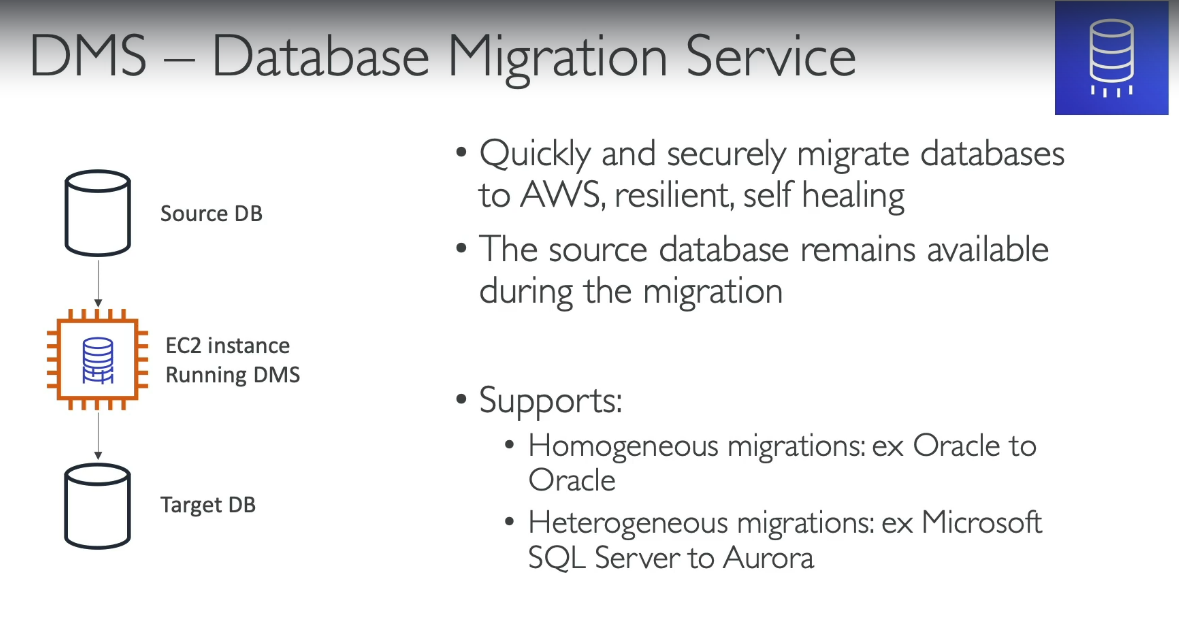 DMS – Database Migration Service
Source DB
EC2 instance
Running DMS
Target DB
• Quickly and securely migrate databases
to AWS, resilient, self healing
• The source database remains available
during the migration
• Supports:
• Homogeneous migrations: ex Oracle to
Oracle
• Heterogeneous migrations: ex Microsoft
SQL Server to Aurora